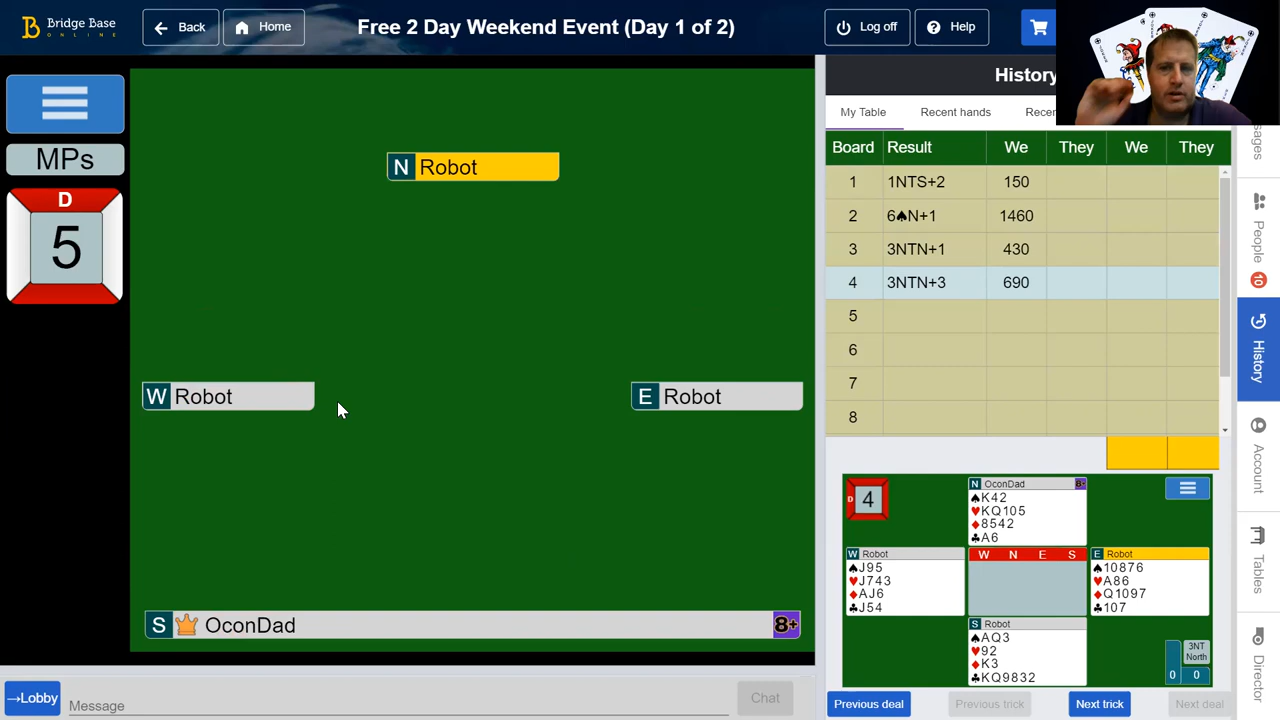 Bridge Base
ONLINE
Back
Home
Free 2 Day Weekend Event (Day 1 of 2)
Log off
Help
MPs
D
5
N Robot
W Robot
E Robot
S OconDad 8+
→Lobby
Message
Chat
History
My Table Recent hands Recen
Board Result We They We They
1 1NTS+2 150
2 6♠N+1 1460
3 3NTN+1 430
4 3NTN+3 690
5
6
7
8
D 4
N OconDad 8+
♠K42
♥KQ105
♦8542
♣A6
W Robot
♠J95
♥J743
♦AJ6
♣J54
W N E S
E Robot
♠10876
♥A86
♦Q1097
♣107
S Robot
♠AQ3
♥92
♦K3
♣KQ9832
3NT
North
0 0
Previous deal Previous trick Next trick Next deal
ssages
People
10
History
Account
Tables
Director